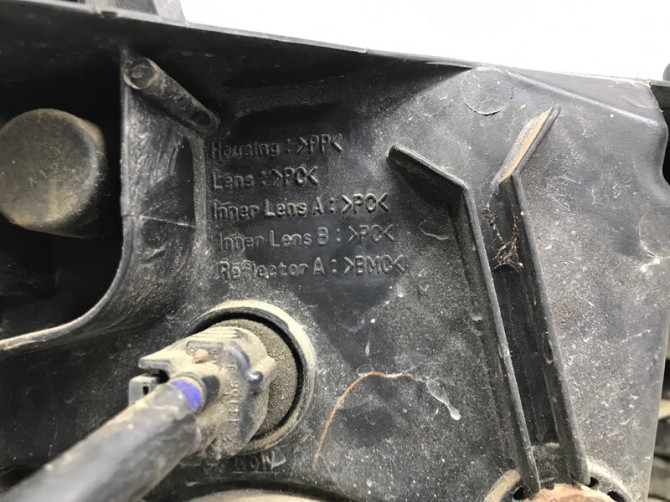 Housing : >PP<
Lens : >PC<
Inner Lens A : >PC<
Inner Lens B : >PC<
Reflector A : >BMC<